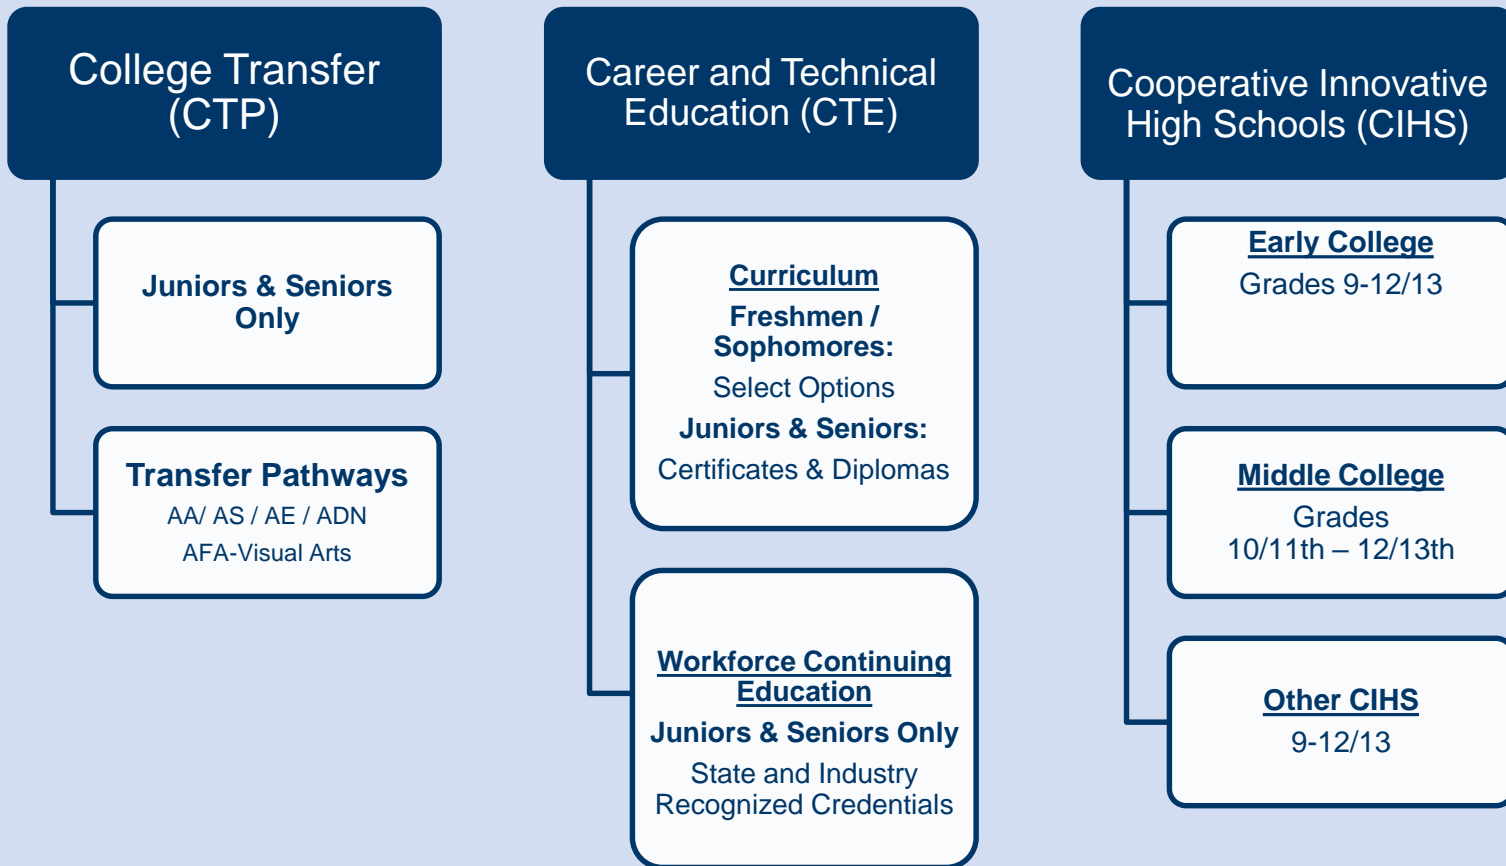 College Transfer
(CTP)
Juniors & Seniors
Only
Transfer Pathways
AA/ AS / AE / ADN
AFA-Visual Arts
Career and Technical
Education (CTE)
Curriculum
Freshmen /
Sophomores:
Select Options
Juniors & Seniors:
Certificates & Diplomas
Workforce Continuing
Education
Juniors & Seniors Only
State and Industry
Recognized Credentials
Cooperative Innovative
High Schools (CIHS)
Early College
Grades 9-12/13
Middle College
Grades
10/11th – 12/13th
Other CIHS
9-12/13